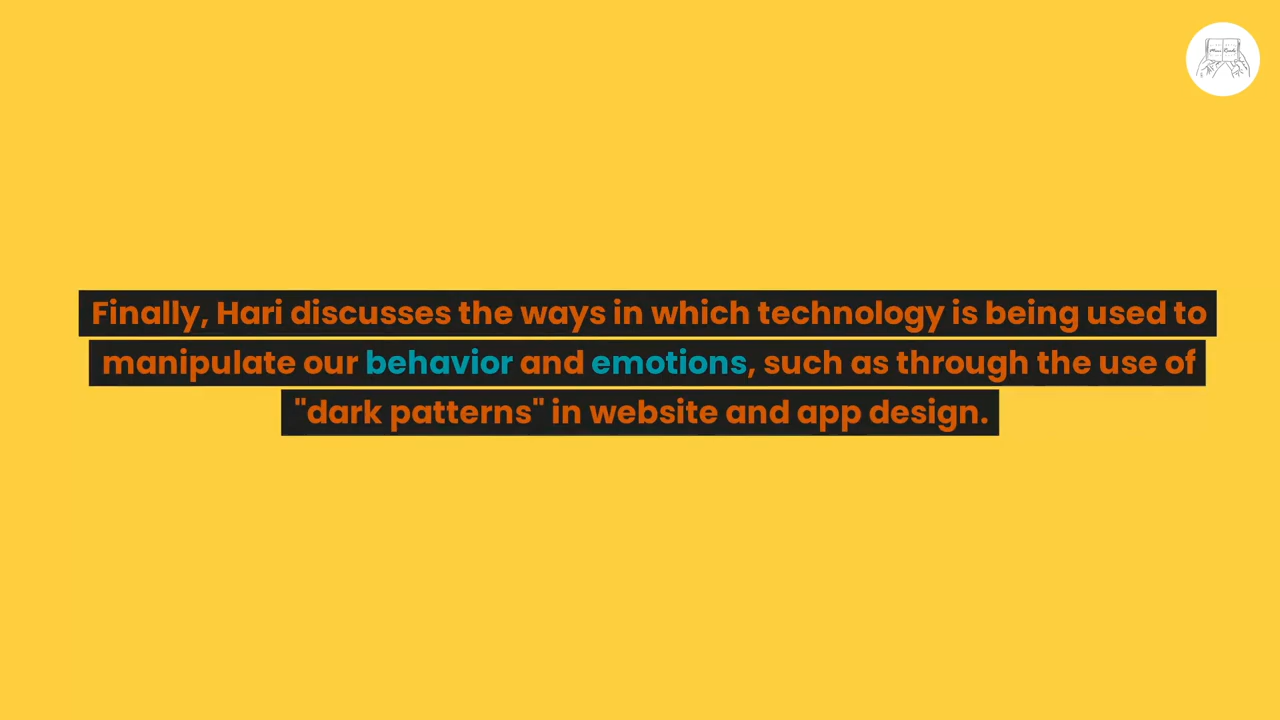 Finally, Hari discusses the ways in which technology is being used to
manipulate our behavior and emotions, such as through the use of
"dark patterns" in website and app design.